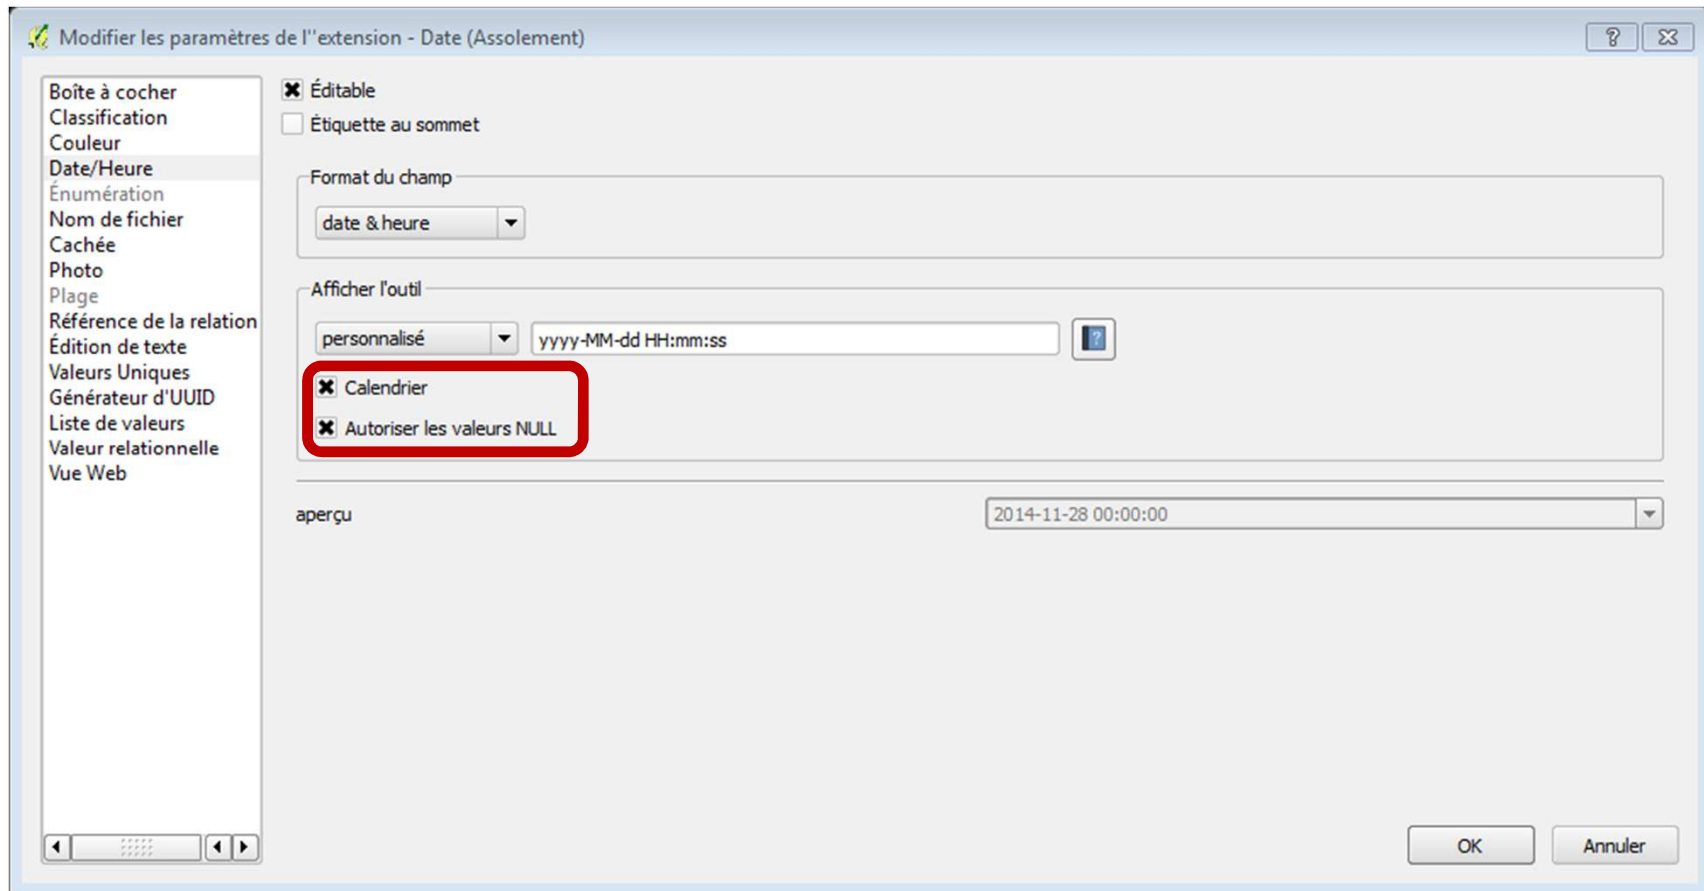 Modifier les paramètres de l''extension - Date (Assolement)
Boîte à cocher
Classification
Couleur
Date/Heure
Énumération
Nom de fichier
Cachée
Photo
Plage
Référence de la relation
Édition de texte
Valeurs Uniques
Générateur d'UUID
Liste de valeurs
Valeur relationnelle
Vue Web
Éditable
Étiquette au sommet
Format du champ
date & heure
Afficher l'outil
personnalisé yyyy-MM-dd HH:mm:ss
Calendrier
Autoriser les valeurs NULL
aperçu 2014-11-28 00:00:00
OK Annuler